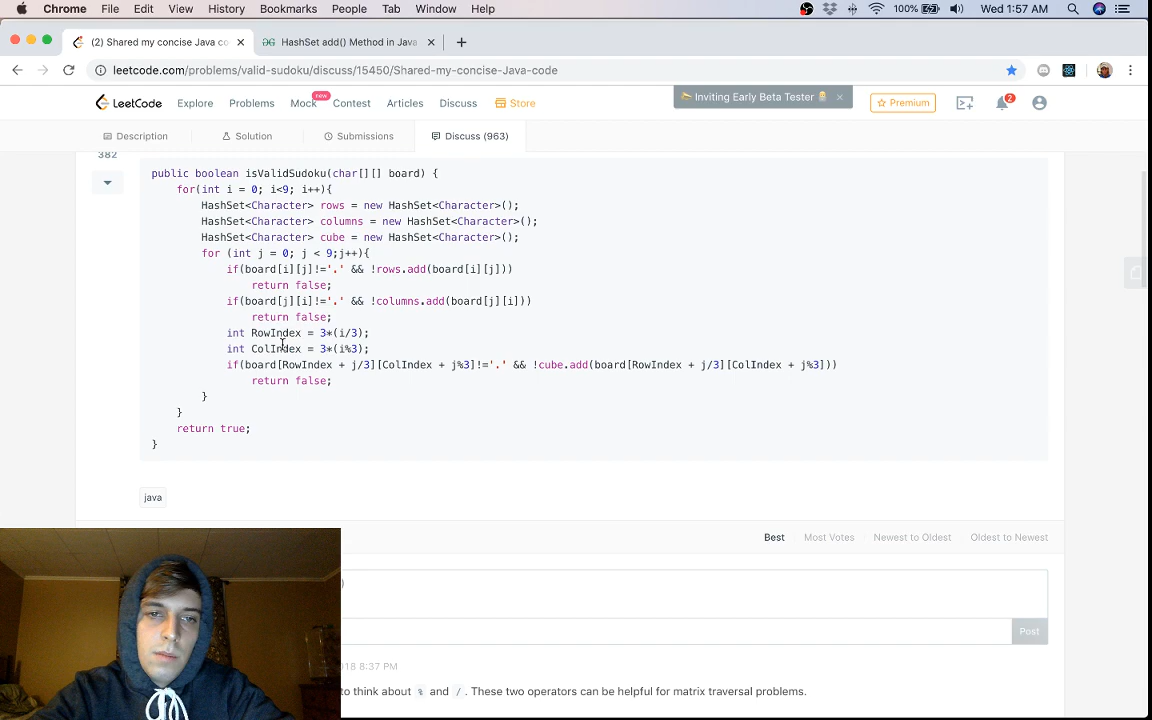 Chrome File Edit View History Bookmarks People Tab Window Help 100% Wed 1:57 AM
(2) Shared my concise Java co HashSet add() Method in Java
leetcode.com/problems/valid-sudoku/discuss/15450/Shared-my-concise-Java-code
LeetCode Explore Problems Mock new Contest Articles Discuss Store Inviting Early Beta Tester Premium 2
Description Solution Submissions Discuss (963)
382
public boolean isValidSudoku(char[][] board) {
for(int i = 0; i<9; i++){
HashSet<Character> rows = new HashSet<Character>();
HashSet<Character> columns = new HashSet<Character>();
HashSet<Character> cube = new HashSet<Character>();
for (int j = 0; j < 9;j++){
if(board[i][j]!='.' && !rows.add(board[i][j]))
return false;
if(board[j][i]!='.' && !columns.add(board[j][i]))
return false;
int RowIndex = 3*(i/3);
int ColIndex = 3*(i%3);
if(board[RowIndex + j/3][ColIndex + j%3]!='.' && !cube.add(board[RowIndex + j/3][ColIndex + j%3]))
return false;
}
}
return true;
}
java
Best Most Votes Newest to Oldest Oldest to Newest
)
Post
018 8:37 PM
to think about % and /. These two operators can be helpful for matrix traversal problems.